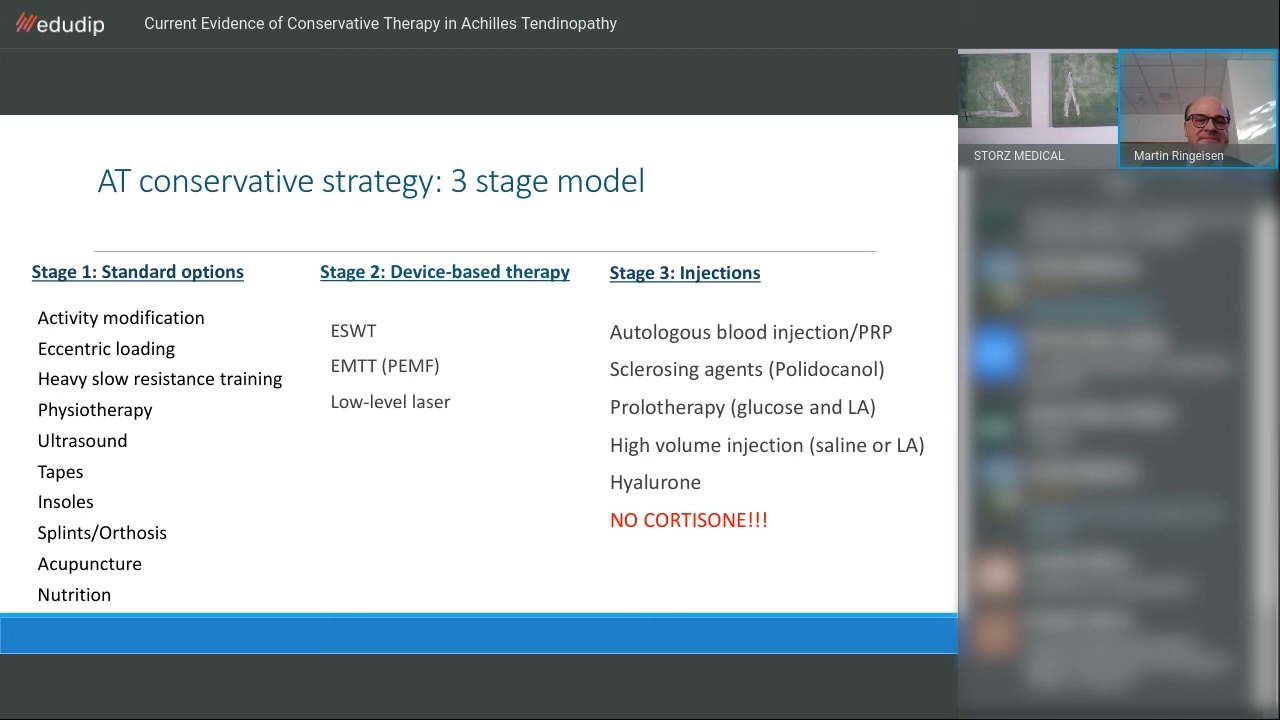 edudip
Current Evidence of Conservative Therapy in Achilles Tendinopathy
STORZ MEDICAL
Martin Ringeisen
AT conservative strategy: 3 stage model
Stage 1: Standard options
Activity modification
Eccentric loading
Heavy slow resistance training
Physiotherapy
Ultrasound
Tapes
Insoles
Splints/Orthosis
Acupuncture
Nutrition
Stage 2: Device-based therapy
ESWT
EMTT (PEMF)
Low-level laser
Stage 3: Injections
Autologous blood injection/PRP
Sclerosing agents (Polidocanol)
Prolotherapy (glucose and LA)
High volume injection (saline or LA)
Hyalurone
NO CORTISONE!!!